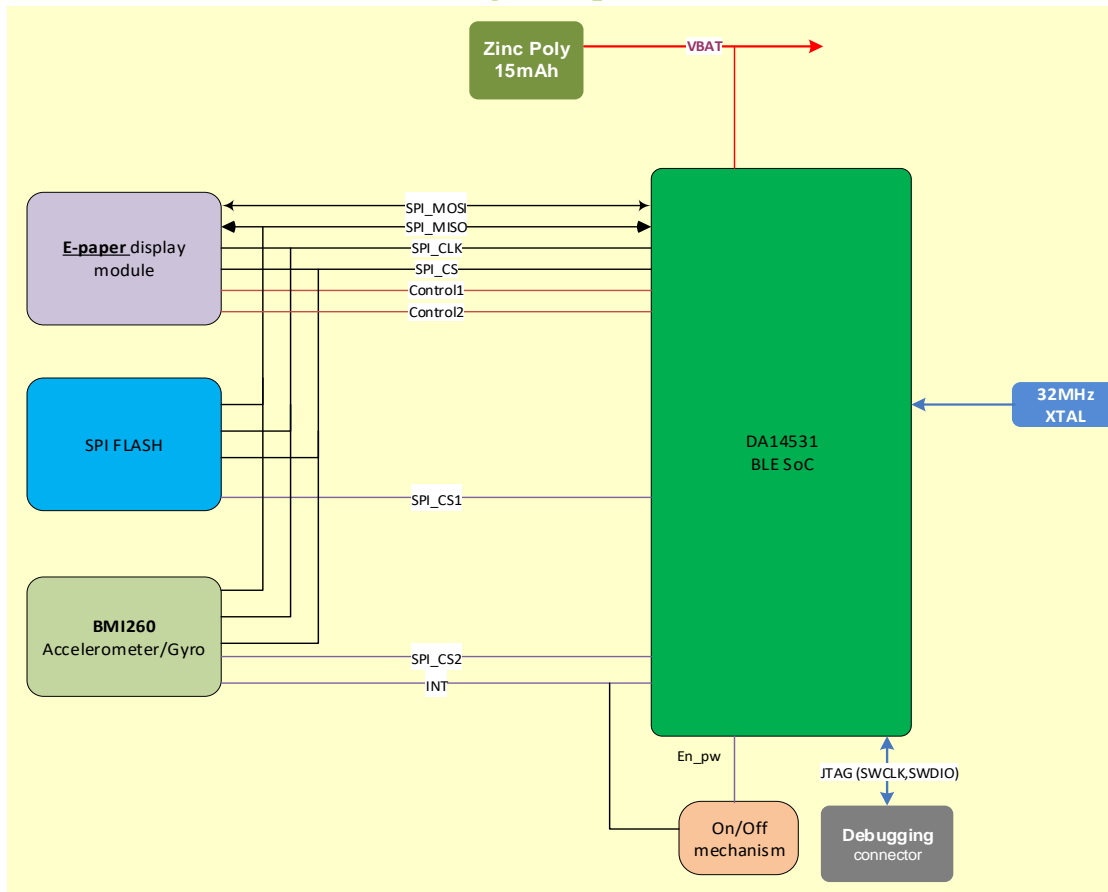 Zinc Poly
15mAh
VBAT
SPI_MOSI
SPI_MISO
SPI_CLK
SPI_CS
Control1
Control2
E-paper display
module
SPI FLASH
SPI_CS1
BMI260
Accelerometer/Gyro
SPI_CS2
INT
DA14531
BLE SoC
32MHz
XTAL
En_pw
JTAG (SWCLK,SWDIO)
On/Off
mechanism
Debugging
connector